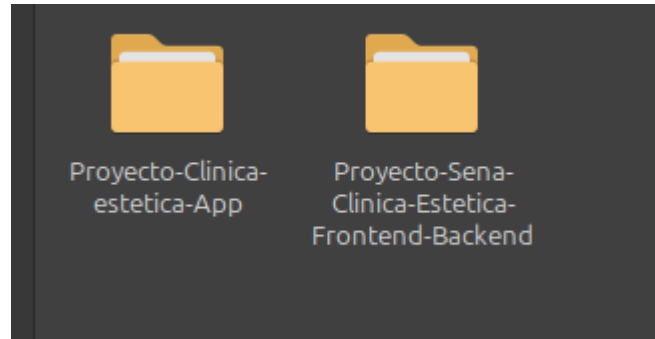 Proyecto-Clinica-
estetica-App
Proyecto-Sena-
Clinica-Estetica-
Frontend-Backend